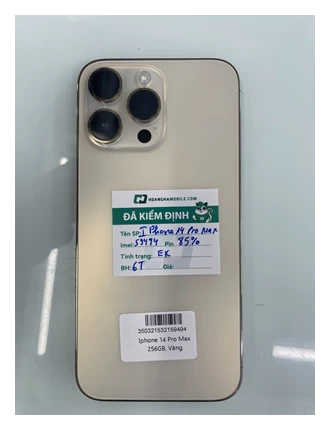 HOANGHAMOBILE.COM
ĐÃ KIỂM ĐỊNH
Tên SP: I Phone 14 Pro Max
Imei: 59494 Pin 85%
Tình trạng: EK
BH: 6T Giá:
350321532159494
Iphone 14 Pro Max
256GB, Vàng